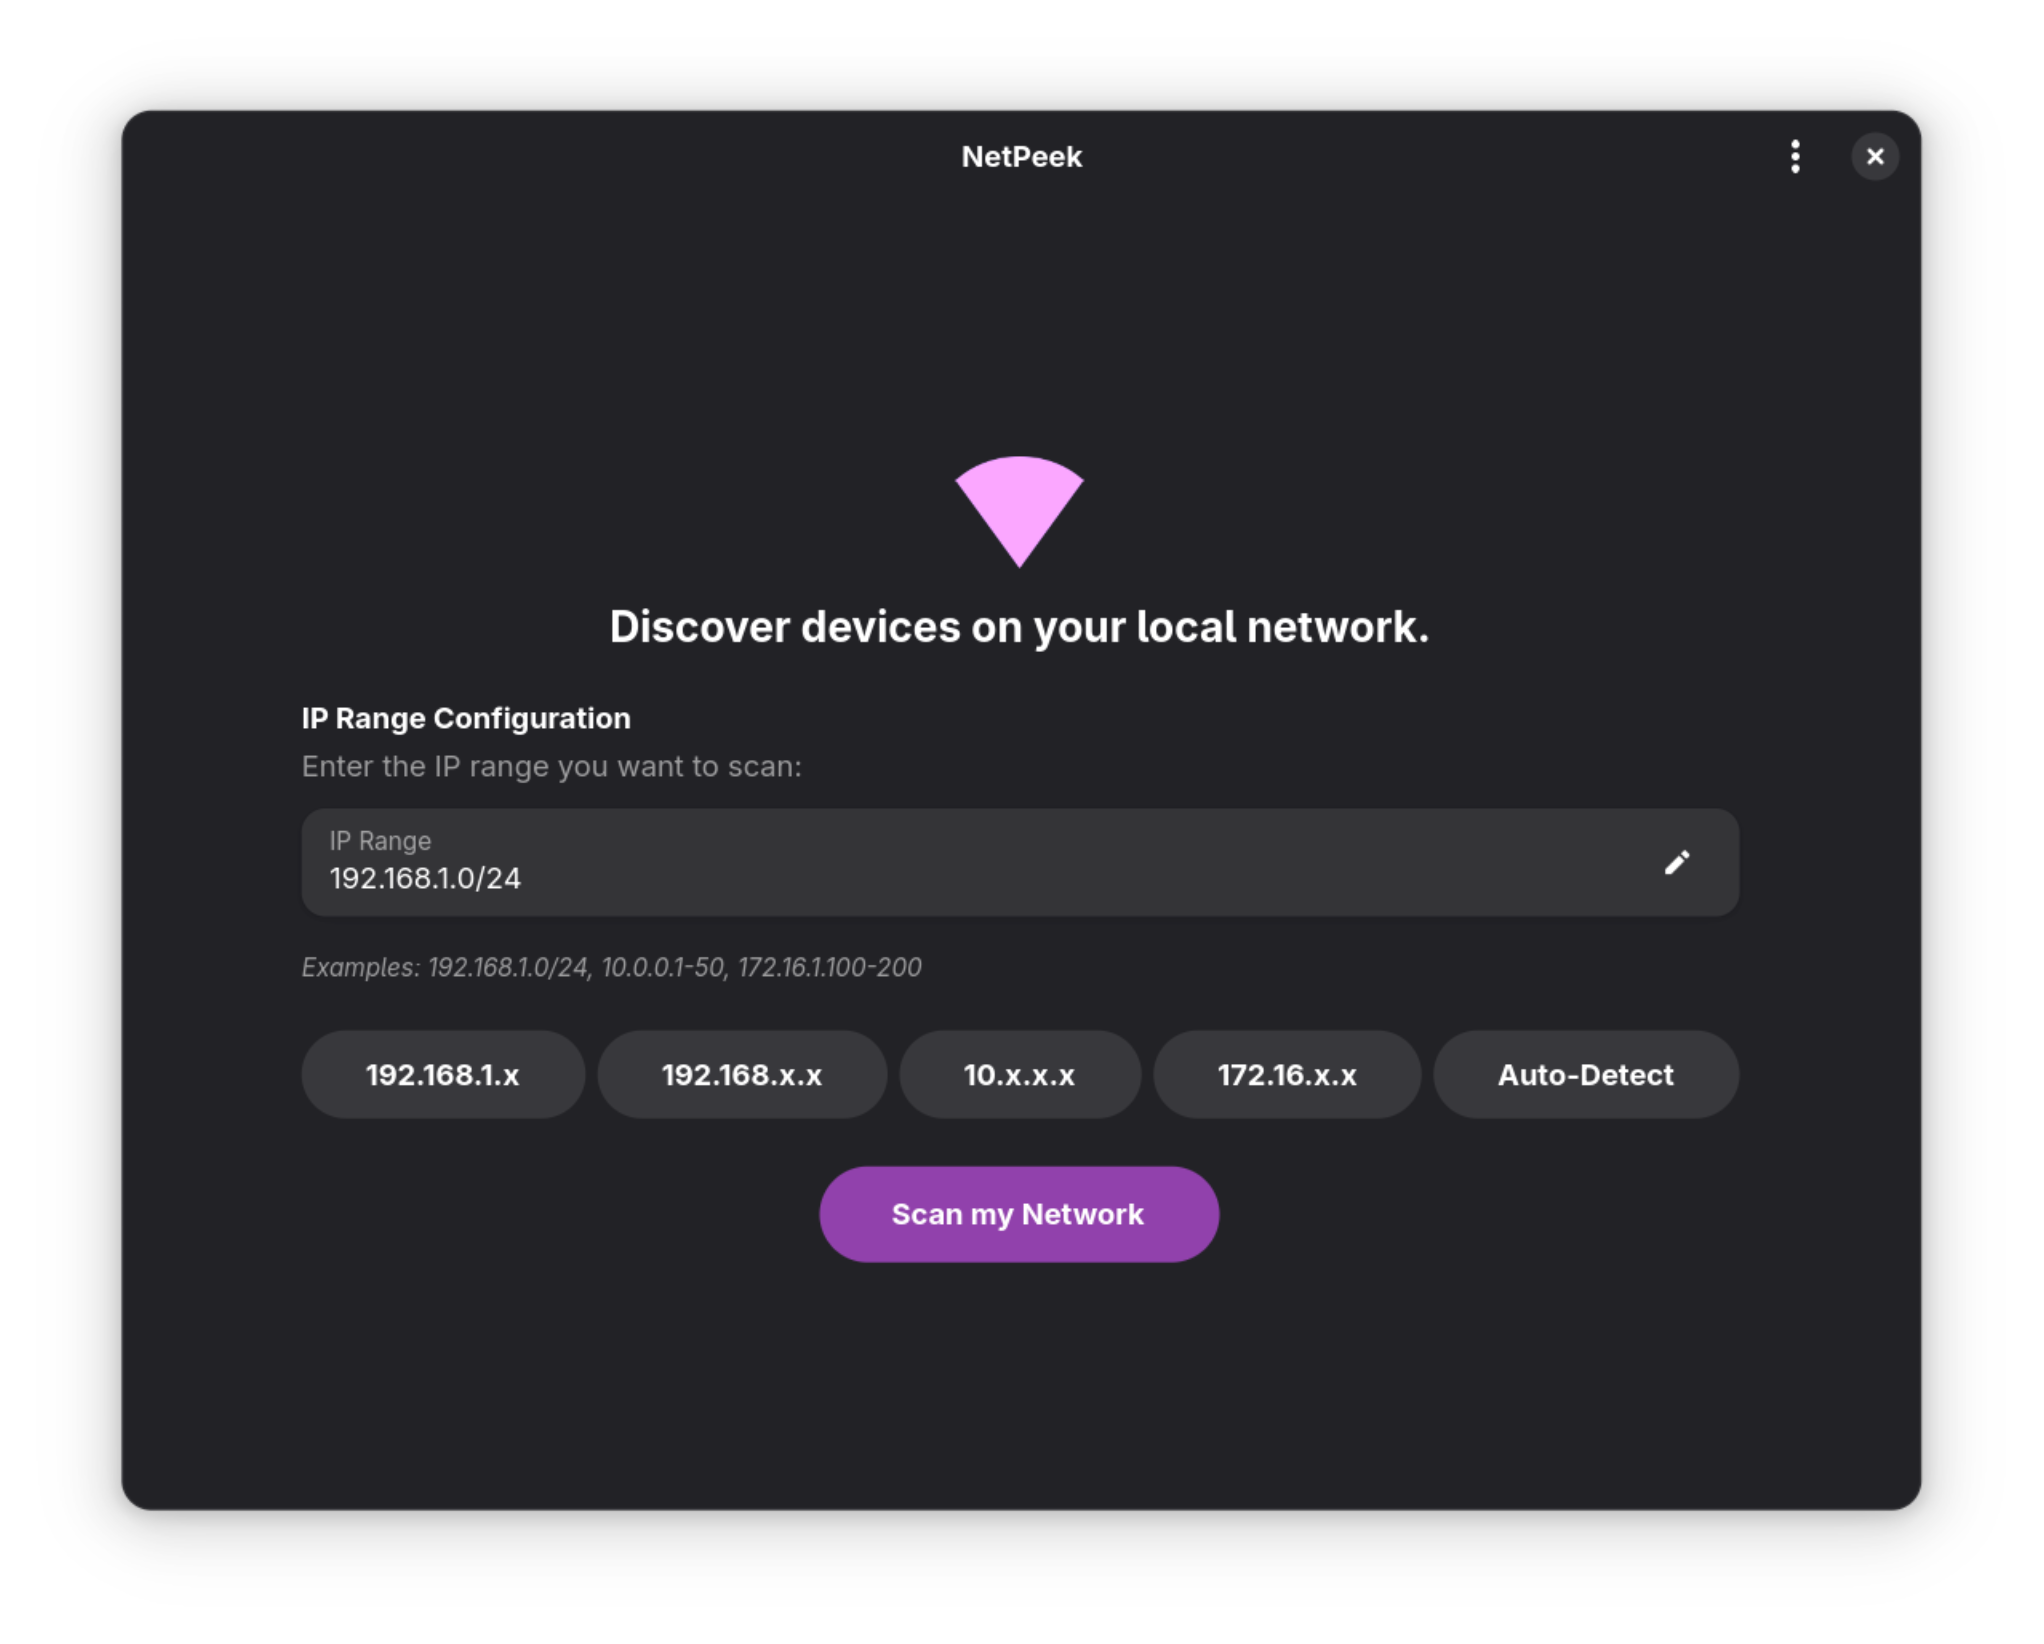 NetPeek
Discover devices on your local network.
IP Range Configuration
Enter the IP range you want to scan:
IP Range
192.168.1.0/24
Examples: 192.168.1.0/24, 10.0.0.1-50, 172.16.1.100-200
192.168.1.x 192.168.x.x 10.x.x.x 172.16.x.x Auto-Detect
Scan my Network